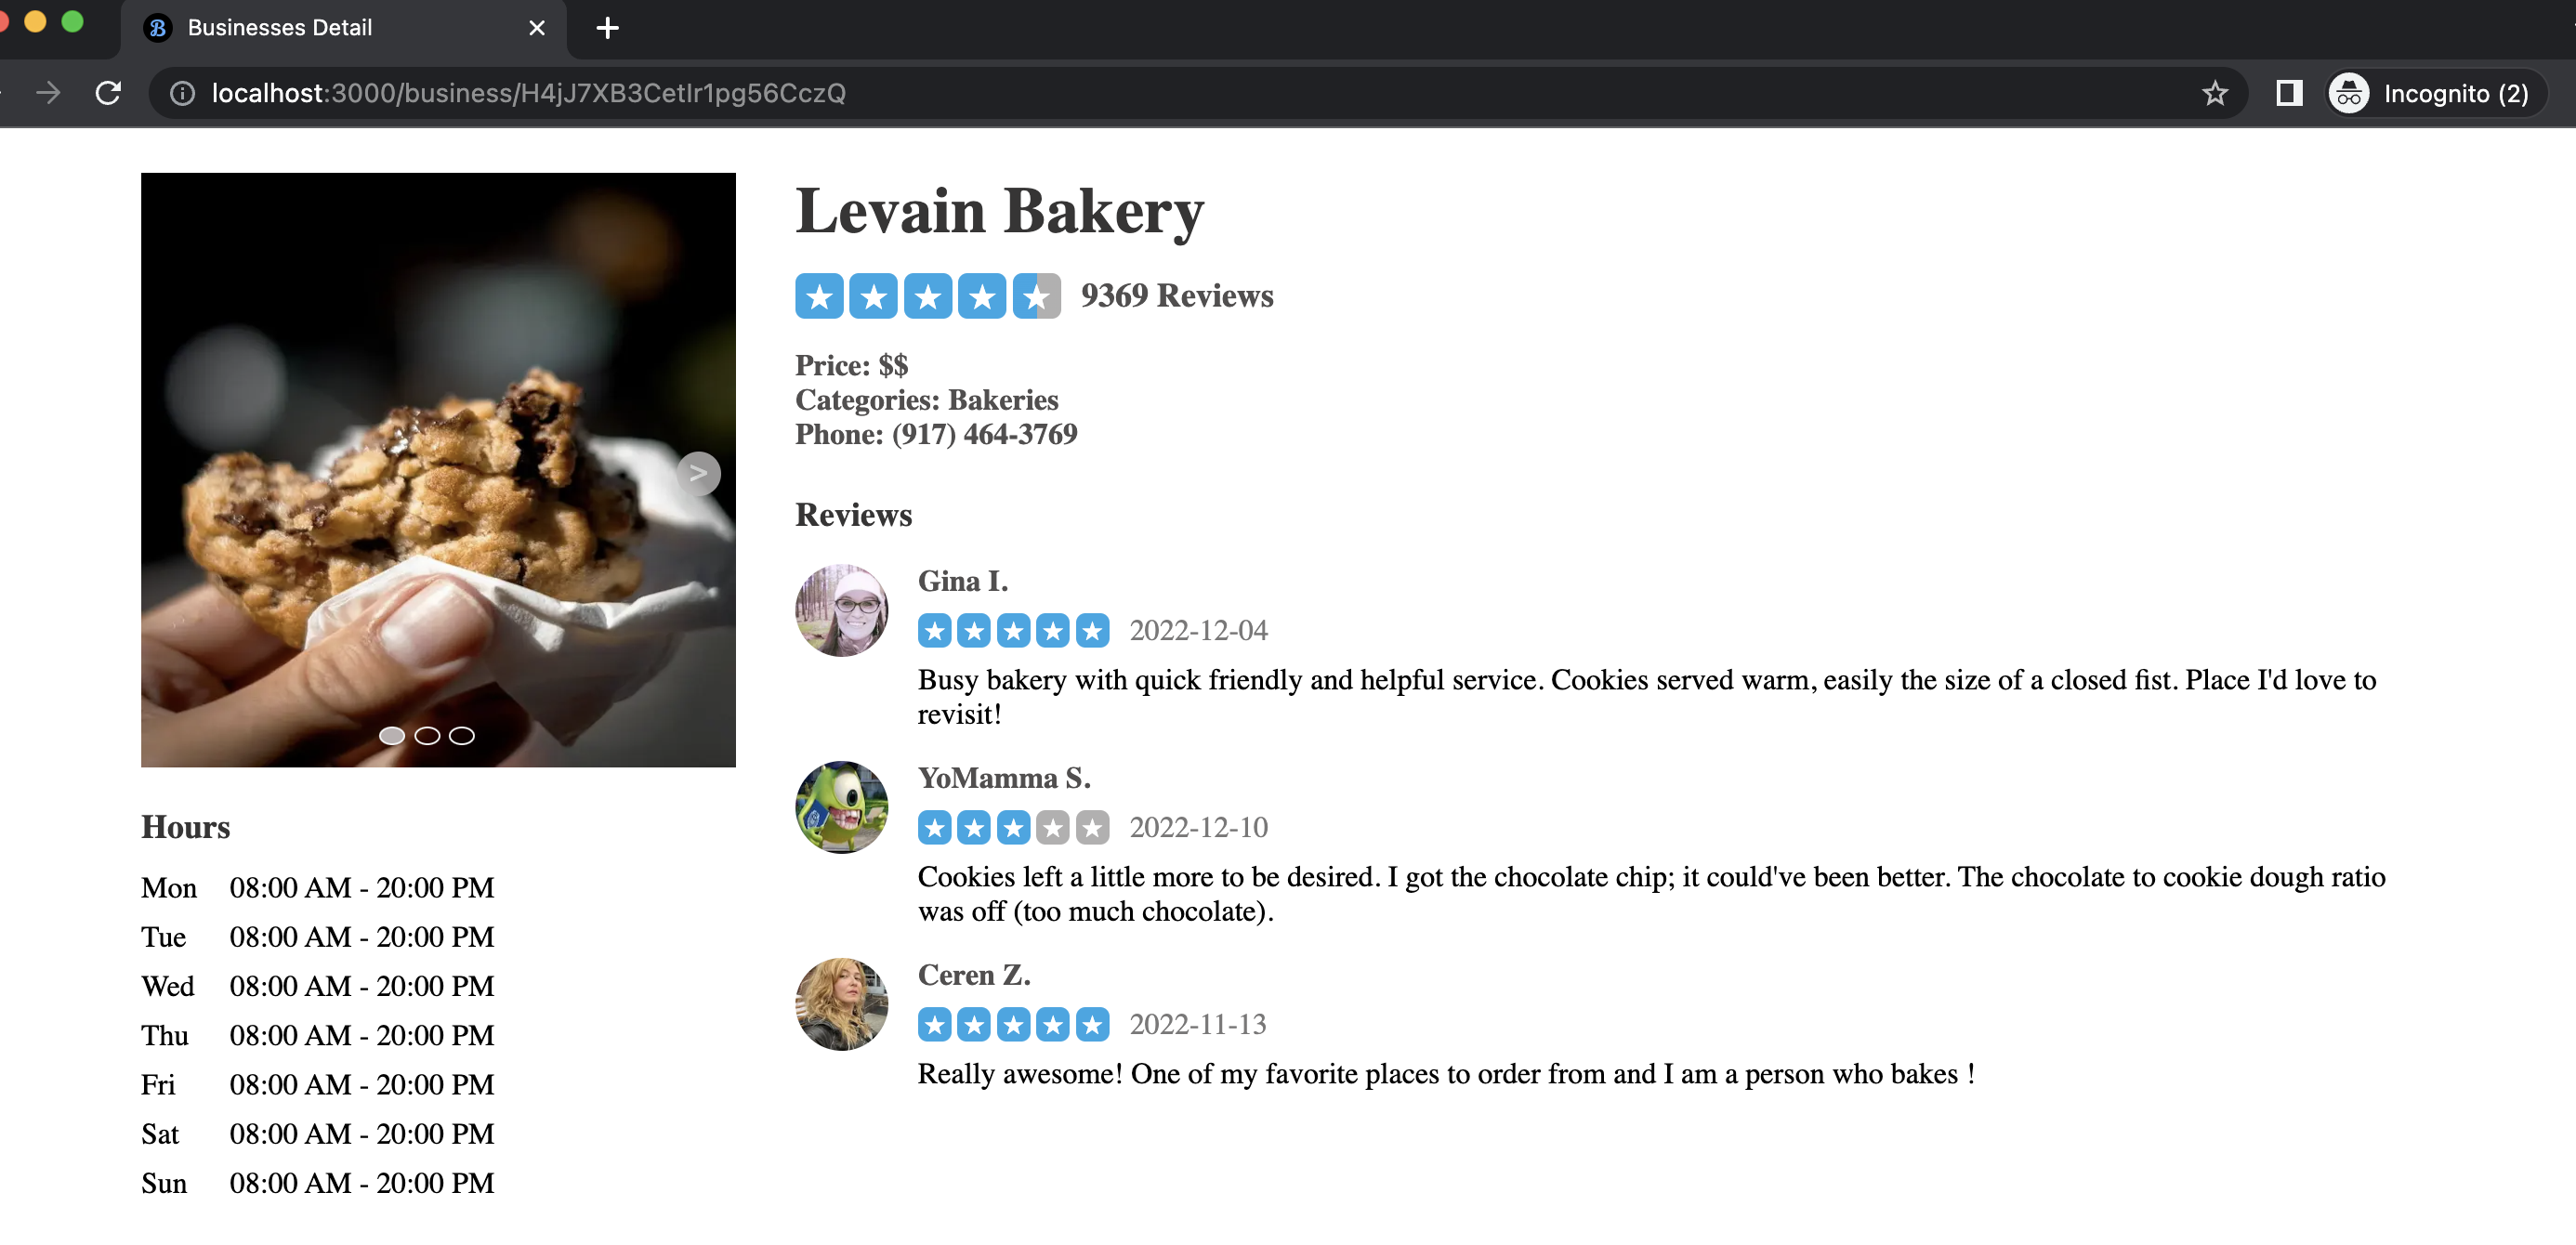 Businesses Detail
localhost:3000/business/H4jJ7XB3CetIr1pg56CczQ
Incognito (2)
Levain Bakery
9369 Reviews
Price: $$
Categories: Bakeries
Phone: (917) 464-3769
>
Reviews
Gina I.
2022-12-04
Busy bakery with quick friendly and helpful service. Cookies served warm, easily the size of a closed fist. Place I'd love to
revisit!
YoMamma S.
2022-12-10
Cookies left a little more to be desired. I got the chocolate chip; it could've been better. The chocolate to cookie dough ratio
was off (too much chocolate).
Ceren Z.
2022-11-13
Really awesome! One of my favorite places to order from and I am a person who bakes !
Hours
Mon 08:00 AM - 20:00 PM
Tue 08:00 AM - 20:00 PM
Wed 08:00 AM - 20:00 PM
Thu 08:00 AM - 20:00 PM
Fri 08:00 AM - 20:00 PM
Sat 08:00 AM - 20:00 PM
Sun 08:00 AM - 20:00 PM